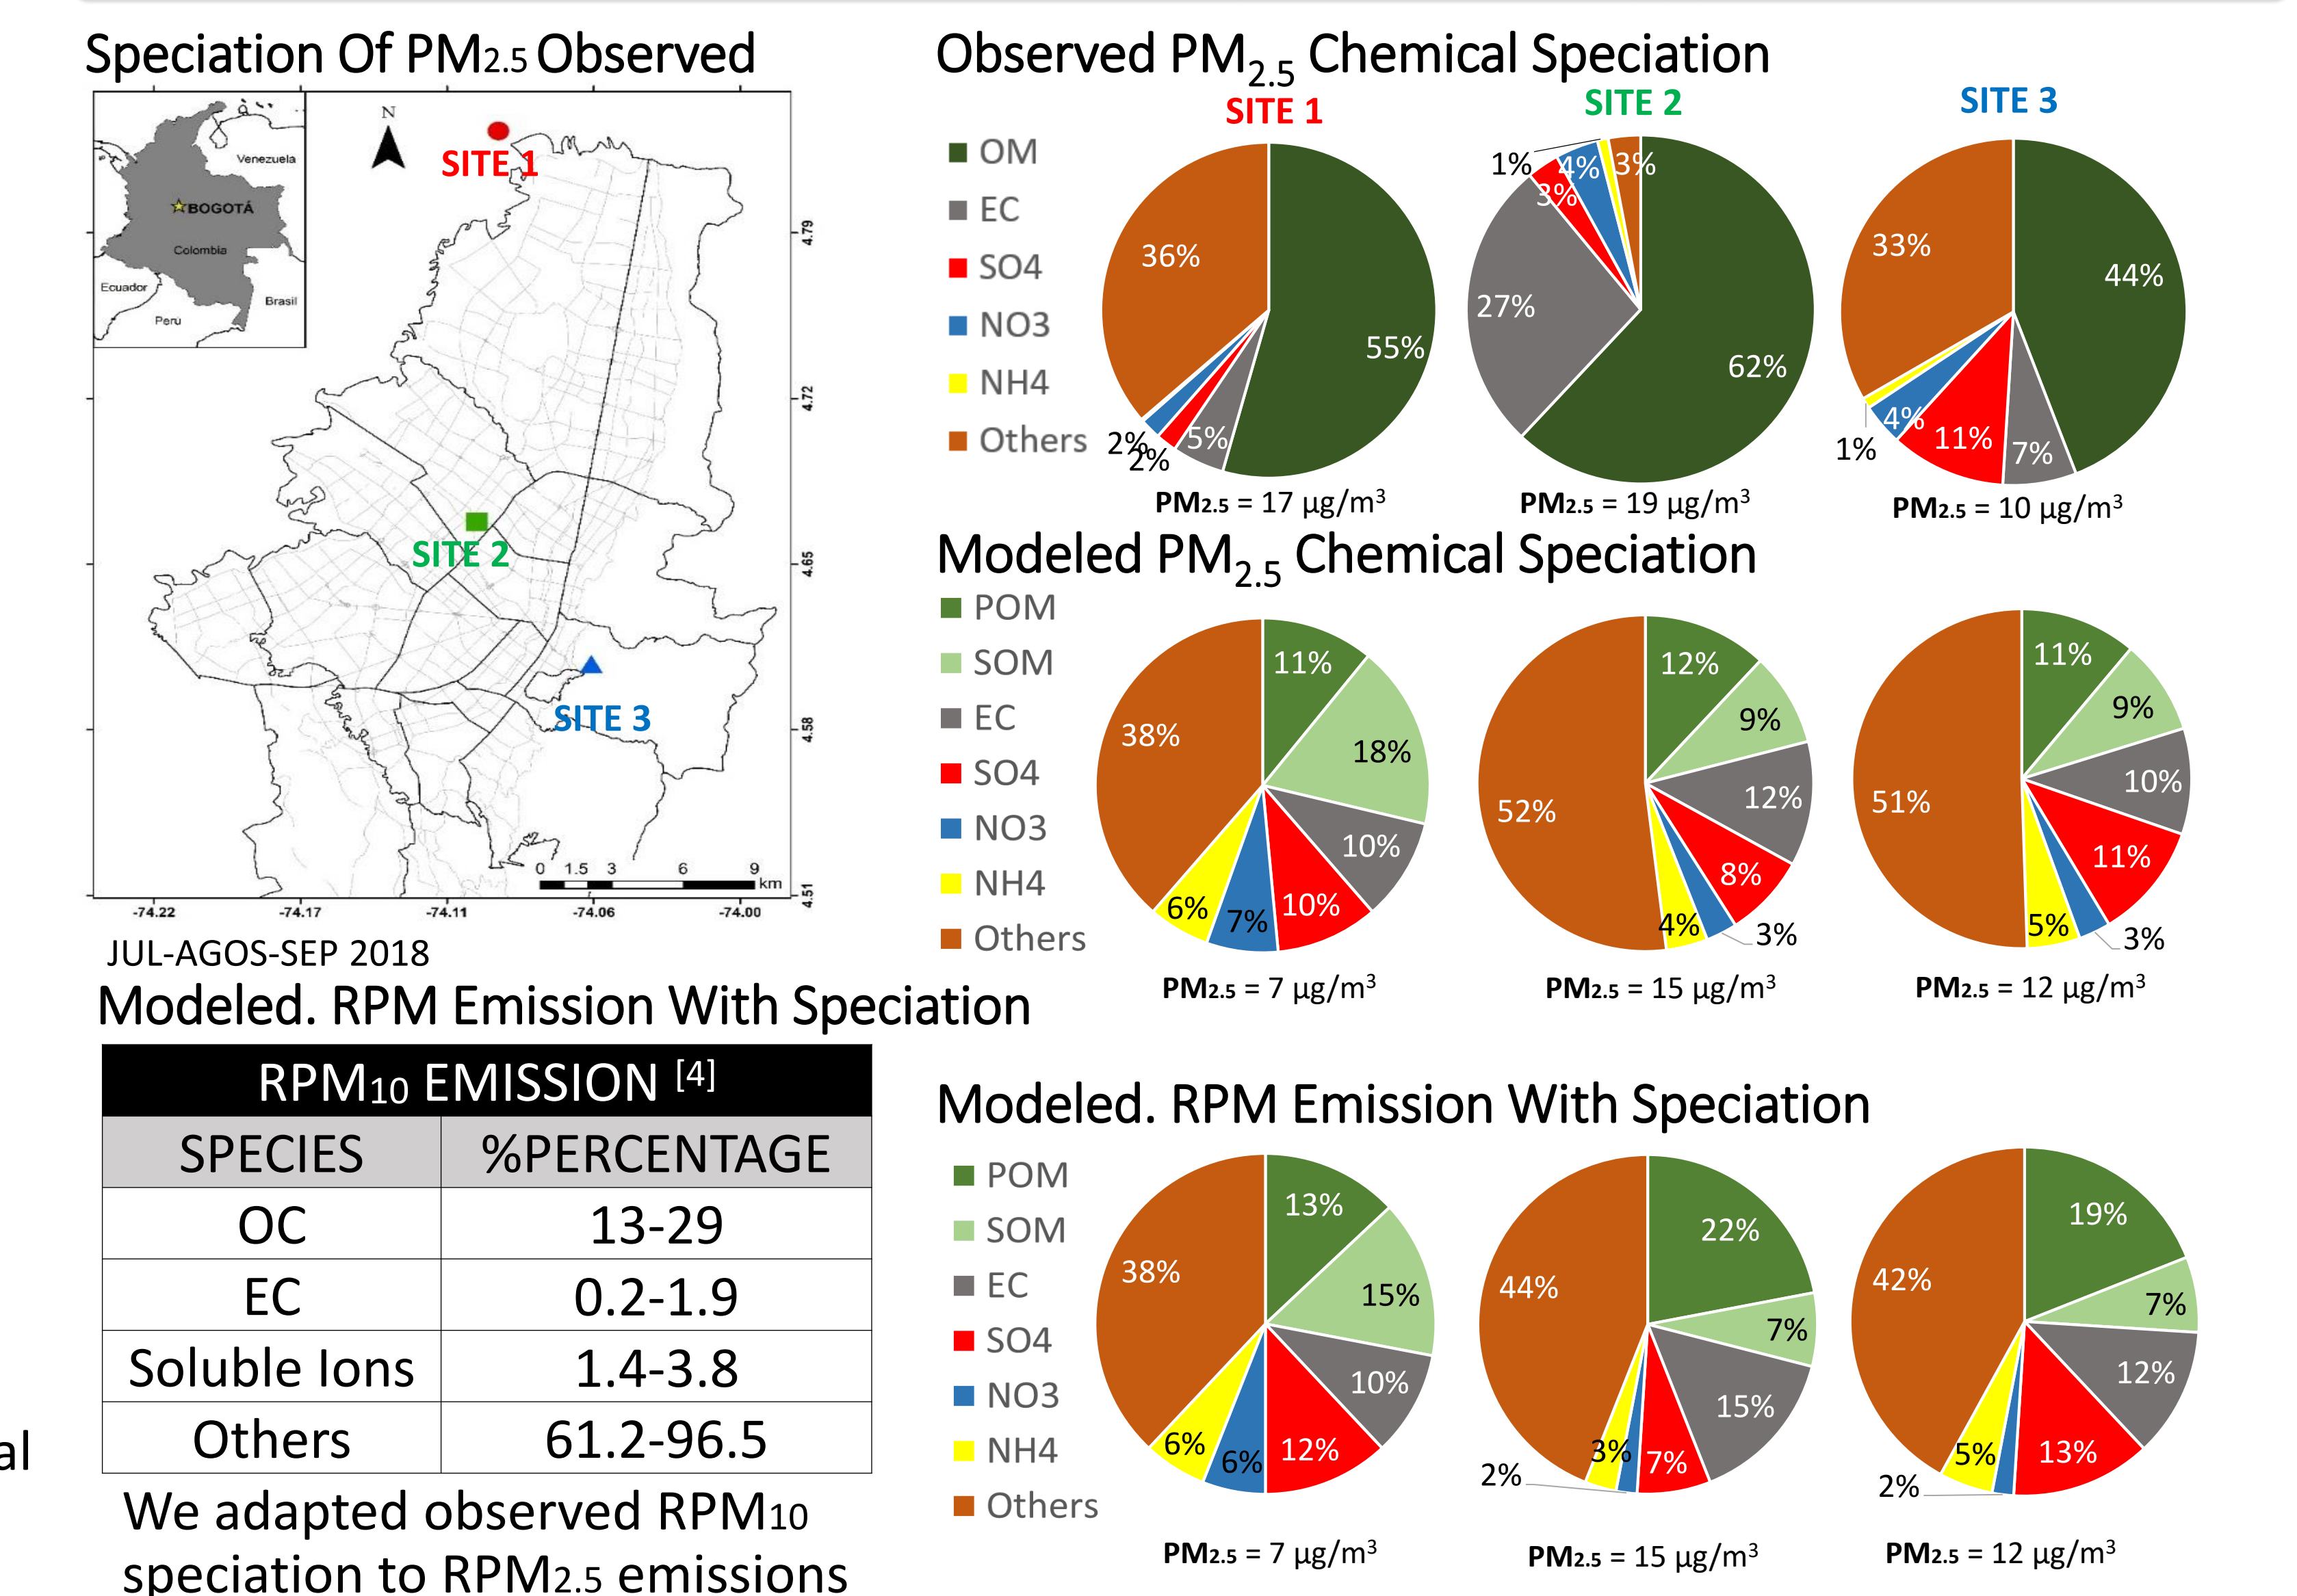 Speciation Of PM2.5 Observed
N
Venezuela
BOGOTÁ
Colombia
Ecuador
Brasil
Perú
SITE 1
SITE 2
SITE 3
4.79
4.72
4.65
4.58
4.51
0 1.5 3 6 9
km
-74.22 -74.17 -74.11 -74.06 -74.00
JUL-AGOS-SEP 2018
Modeled. RPM Emission With Speciation
RPM10 EMISSION [4]
SPECIES %PERCENTAGE
OC 13-29
EC 0.2-1.9
Soluble Ions 1.4-3.8
Others 61.2-96.5
We adapted observed RPM10
speciation to RPM2.5 emissions
al
Observed PM2.5 Chemical Speciation
SITE 1
SITE 2
SITE 3
OM
EC
SO4
NO3
NH4
Others
36%
55%
5%
2%
2%
PM2.5 = 17 µg/m3
1%
4%
3%
3%
27%
62%
PM2.5 = 19 µg/m3
33%
44%
4%
11%
7%
1%
PM2.5 = 10 µg/m3
Modeled PM2.5 Chemical Speciation
POM
SOM
EC
SO4
NO3
NH4
Others
11%
18%
38%
10%
10%
7%
6%
PM2.5 = 7 µg/m3
12%
9%
12%
52%
8%
4%
3%
PM2.5 = 15 µg/m3
11%
9%
10%
51%
11%
5%
3%
PM2.5 = 12 µg/m3
Modeled. RPM Emission With Speciation
POM
SOM
EC
SO4
NO3
NH4
Others
13%
38%
15%
10%
12%
6%
6%
PM2.5 = 7 µg/m3
22%
44%
7%
15%
7%
3%
2%
PM2.5 = 15 µg/m3
19%
42%
7%
12%
13%
5%
2%
PM2.5 = 12 µg/m3